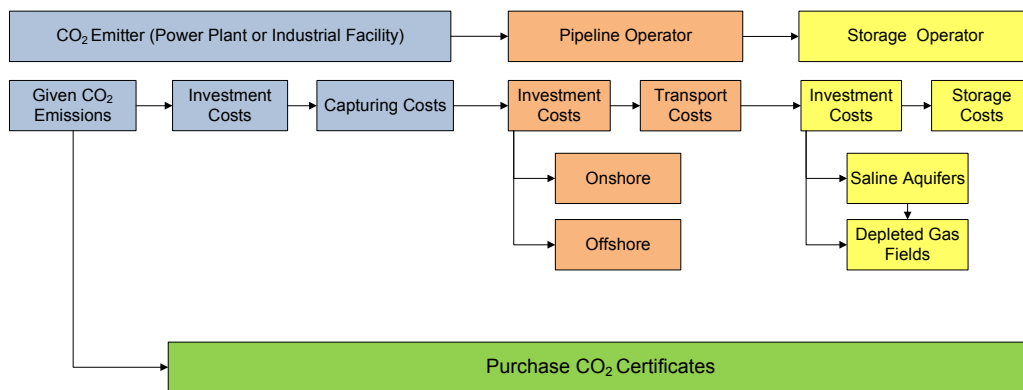 CO₂ Emitter (Power Plant or Industrial Facility)
Pipeline Operator
Storage Operator
Given CO₂
Emissions
Investment
Costs
Capturing Costs
Investment
Costs
Transport
Costs
Investment
Costs
Storage
Costs
Onshore
Saline Aquifers
Offshore
Depleted Gas
Fields
Purchase CO₂ Certificates